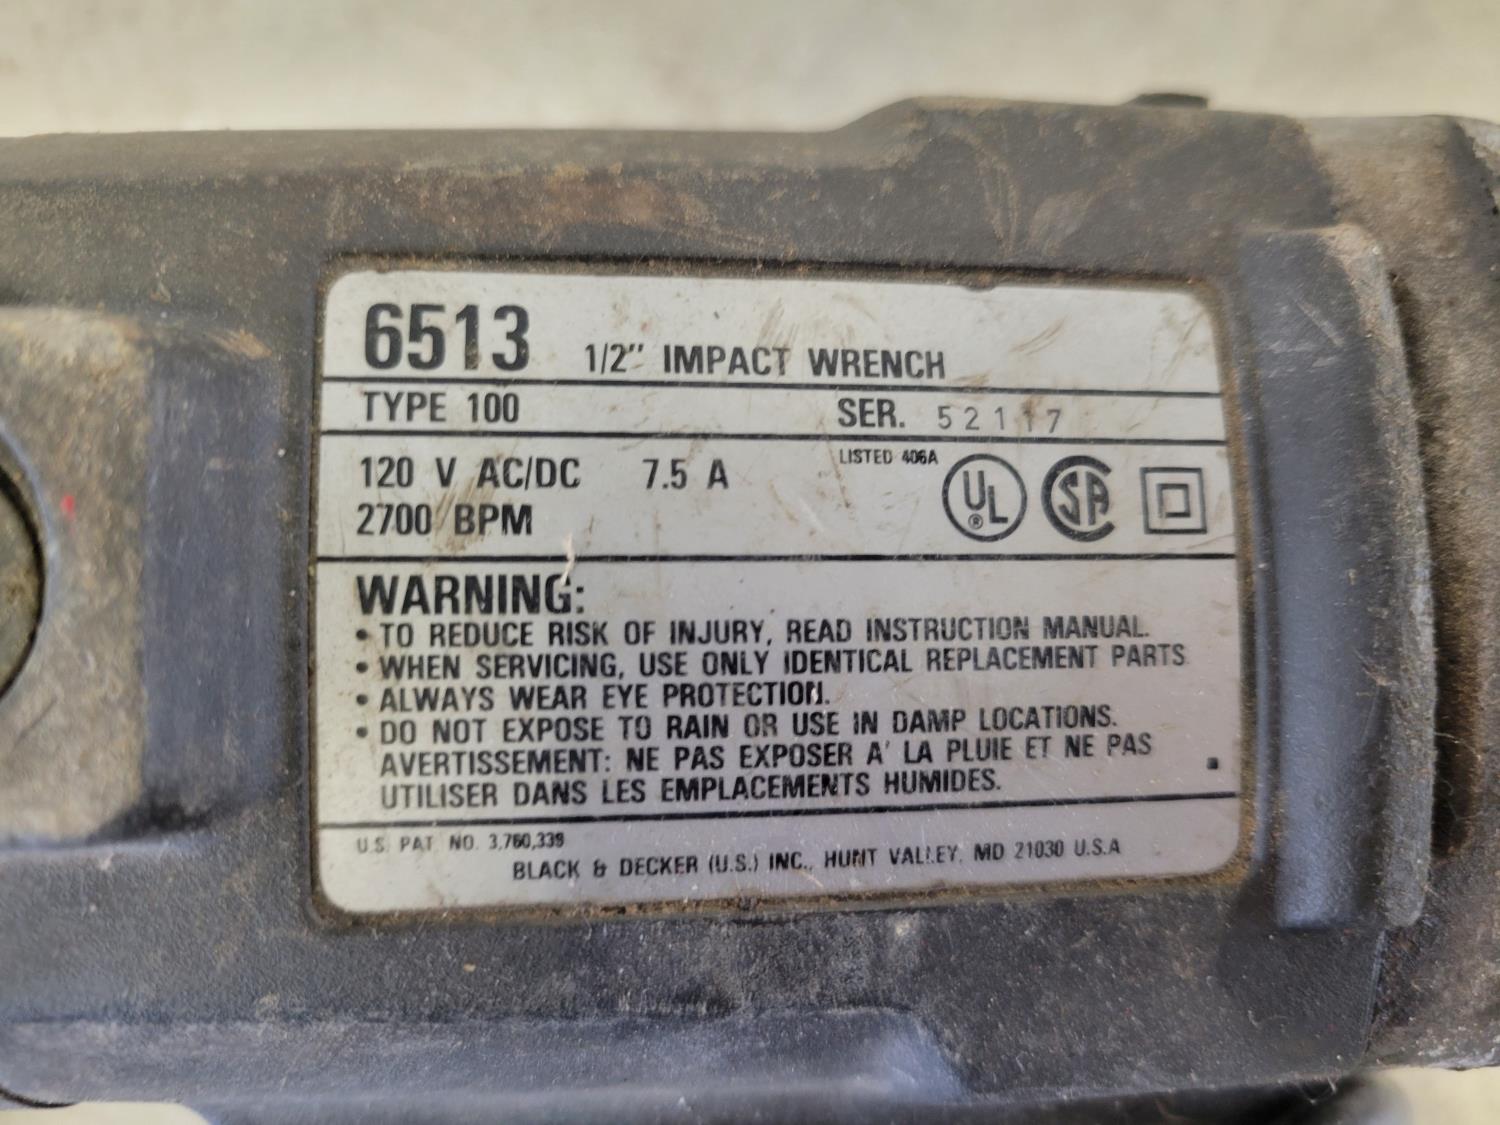 6513 1/2" IMPACT WRENCH
TYPE 100 SER. 52117
120 V AC/DC 7.5 A LISTED 406A UL ® SA
2700 BPM
WARNING:
• TO REDUCE RISK OF INJURY, READ INSTRUCTION MANUAL.
• WHEN SERVICING, USE ONLY IDENTICAL REPLACEMENT PARTS
• ALWAYS WEAR EYE PROTECTION.
• DO NOT EXPOSE TO RAIN OR USE IN DAMP LOCATIONS.
AVERTISSEMENT: NE PAS EXPOSER A' LA PLUIE ET NE PAS
UTILISER DANS LES EMPLACEMENTS HUMIDES.
U.S. PAT. NO. 3,760,339
BLACK & DECKER (U.S.) INC., HUNT VALLEY, MD 21030 U.S.A